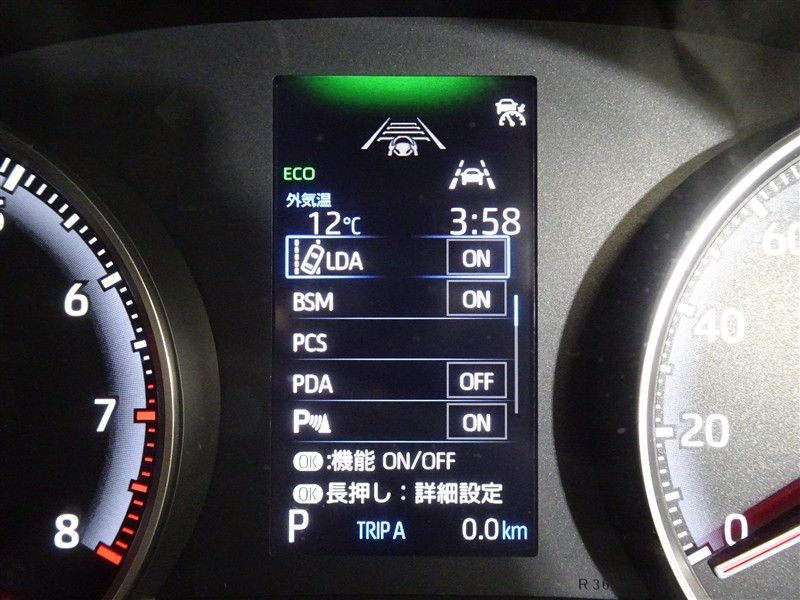 ECO
外気温
12℃ 3:58
LDA ON
BSM ON
PCS
PDA OFF
P ON
OK:機能 ON/OFF
OK長押し：詳細設定
P TRIP A 0.0km
6
7
8
60
40
20
0